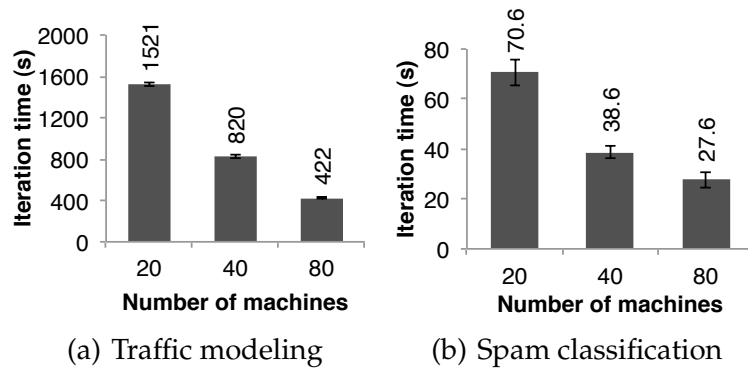 2000
1600
1200
800
400
0
Iteration time (s)
1521
820
422
20 40 80
Number of machines
(a) Traffic modeling
80
60
40
20
0
Iteration time (s)
70.6
38.6
27.6
20 40 80
Number of machines
(b) Spam classification